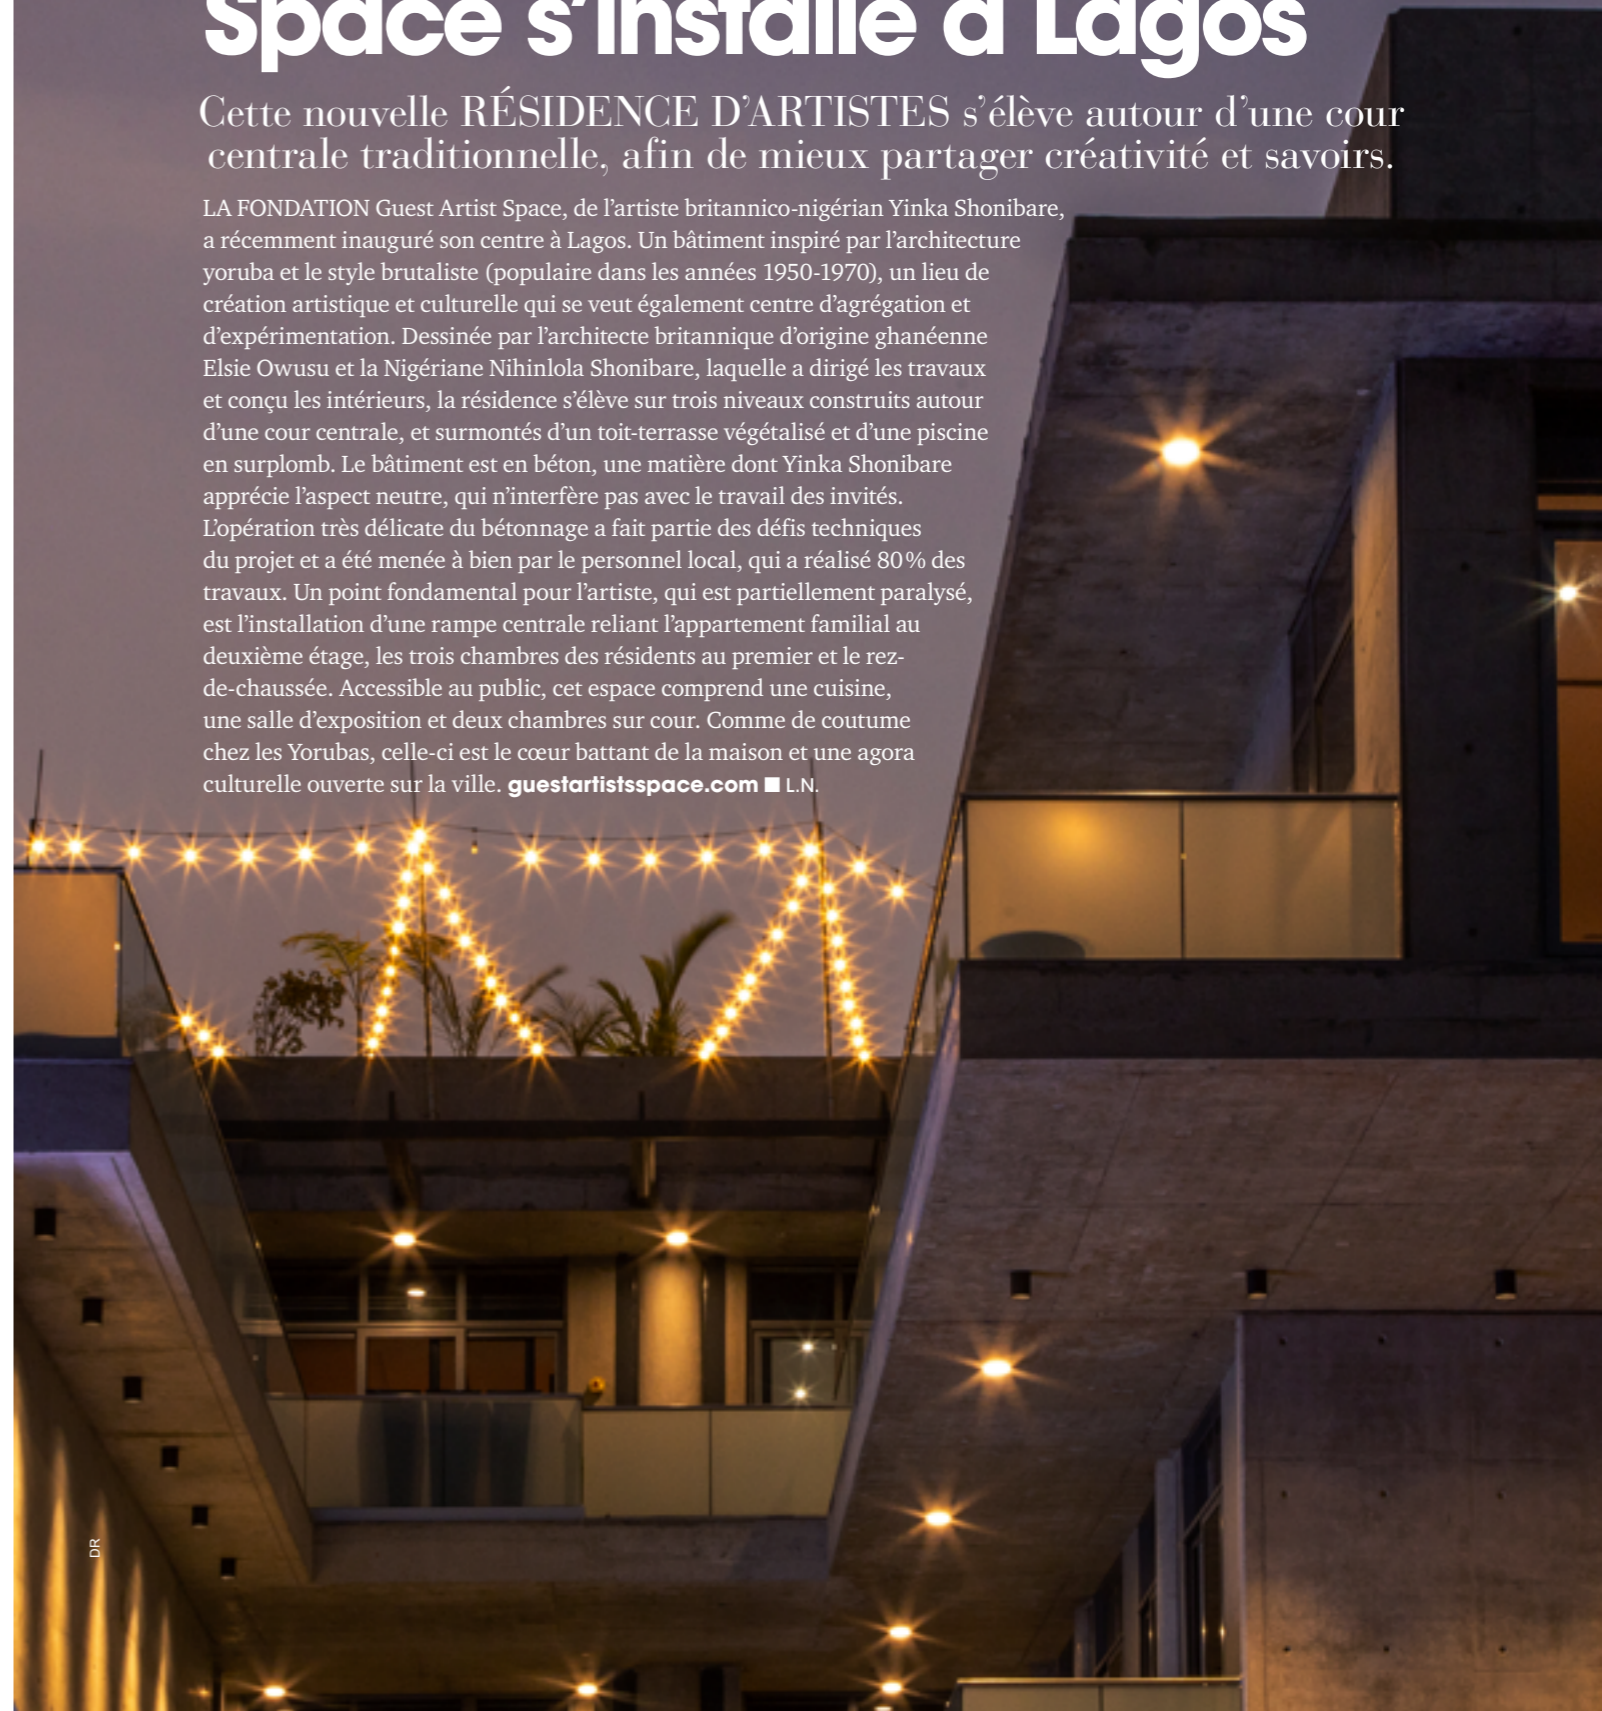 Space s’installe à Lagos
Cette nouvelle RÉSIDENCE D’ARTISTES s’élève autour d’une cour
centrale traditionnelle, afin de mieux partager créativité et savoirs.
LA FONDATION Guest Artist Space, de l’artiste britannico-nigérian Yinka Shonibare,
a récemment inauguré son centre à Lagos. Un bâtiment inspiré par l’architecture
yoruba et le style brutaliste (populaire dans les années 1950-1970), un lieu de
création artistique et culturelle qui se veut également centre d’agrégation et
d’expérimentation. Dessinée par l’architecte britannique d’origine ghanéenne
Elsie Owusu et la Nigériane Nihinlola Shonibare, laquelle a dirigé les travaux
et conçu les intérieurs, la résidence s’élève sur trois niveaux construits autour
d’une cour centrale, et surmontés d’un toit-terrasse végétalisé et d’une piscine
en surplomb. Le bâtiment est en béton, une matière dont Yinka Shonibare
apprécie l’aspect neutre, qui n’interfère pas avec le travail des invités.
L’opération très délicate du bétonnage a fait partie des défis techniques
du projet et a été menée à bien par le personnel local, qui a réalisé 80 % des
travaux. Un point fondamental pour l’artiste, qui est partiellement paralysé,
est l’installation d’une rampe centrale reliant l’appartement familial au
deuxième étage, les trois chambres des résidents au premier et le rez-
de-chaussée. Accessible au public, cet espace comprend une cuisine,
une salle d’exposition et deux chambres sur cour. Comme de coutume
chez les Yorubas, celle-ci est le cœur battant de la maison et une agora
culturelle ouverte sur la ville. guestartistsspace.com ■ L.N.
DR